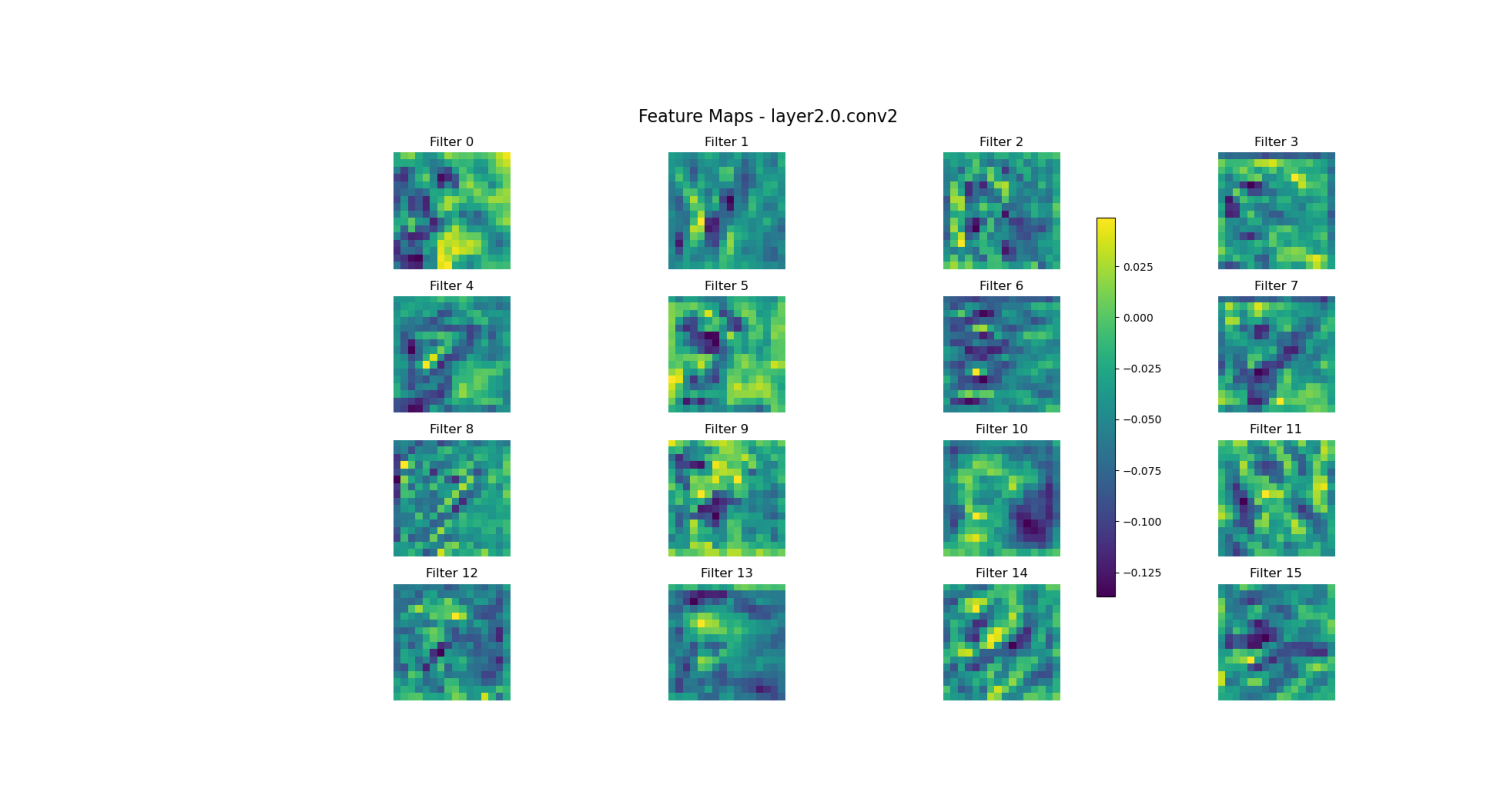 Feature Maps - layer2.0.conv2
Filter 0
Filter 1
Filter 2
Filter 3
Filter 4
Filter 5
Filter 6
Filter 7
Filter 8
Filter 9
Filter 10
Filter 11
Filter 12
Filter 13
Filter 14
Filter 15
0.025
0.000
−0.025
−0.050
−0.075
−0.100
−0.125